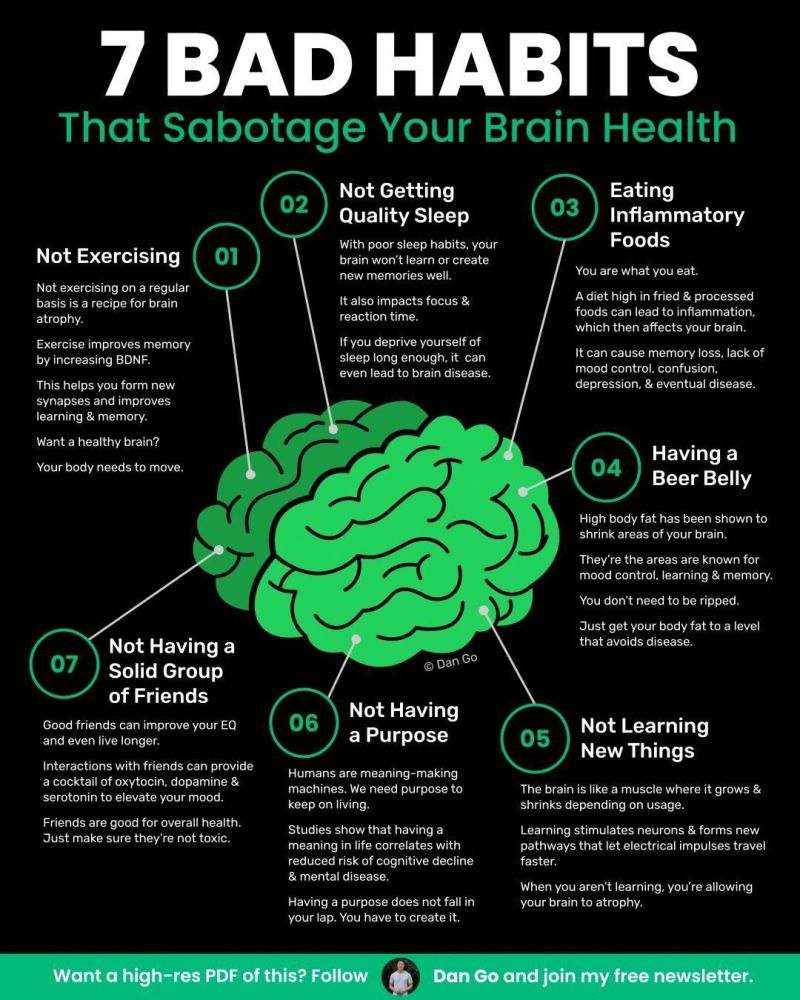 7 BAD HABITS
That Sabotage Your Brain Health
01
Not Exercising
Not exercising on a regular
basis is a recipe for brain
atrophy.
Exercise improves memory
by increasing BDNF.
This helps you form new
synapses and improves
learning & memory.
Want a healthy brain?
Your body needs to move.
02
Not Getting
Quality Sleep
With poor sleep habits, your
brain won't learn or create
new memories well.
It also impacts focus &
reaction time.
If you deprive yourself of
sleep long enough, it can
even lead to brain disease.
03
Eating
Inflammatory
Foods
You are what you eat.
A diet high in fried & processed
foods can lead to inflammation,
which then affects your brain.
It can cause memory loss, lack of
mood control, confusion,
depression, & eventual disease.
04
Having a
Beer Belly
High body fat has been shown to
shrink areas of your brain.
They're the areas are known for
mood control, learning & memory.
You don't need to be ripped.
Just get your body fat to a level
that avoids disease.
05
Not Learning
New Things
The brain is like a muscle where it grows &
shrinks depending on usage.
Learning stimulates neurons & forms new
pathways that let electrical impulses travel
faster.
When you aren't learning, you're allowing
your brain to atrophy.
06
Not Having
a Purpose
Humans are meaning-making
machines. We need purpose to
keep on living.
Studies show that having a
meaning in life correlates with
reduced risk of cognitive decline
& mental disease.
Having a purpose does not fall in
your lap. You have to create it.
07
Not Having a
Solid Group
of Friends
Good friends can improve your EQ
and even live longer.
Interactions with friends can provide
a cocktail of oxytocin, dopamine &
serotonin to elevate your mood.
Friends are good for overall health.
Just make sure they're not toxic.
© Dan Go
Want a high-res PDF of this? Follow Dan Go and join my free newsletter.